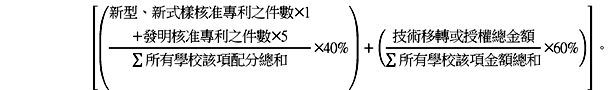 [((新型、新式樣核准專利之件數×1
+發明核准專利之件數×5
/ Σ所有學校該項配分總和) ×40%) + (技術移轉或授權總金額 / Σ所有學校該項金額總和 ×60%)]。